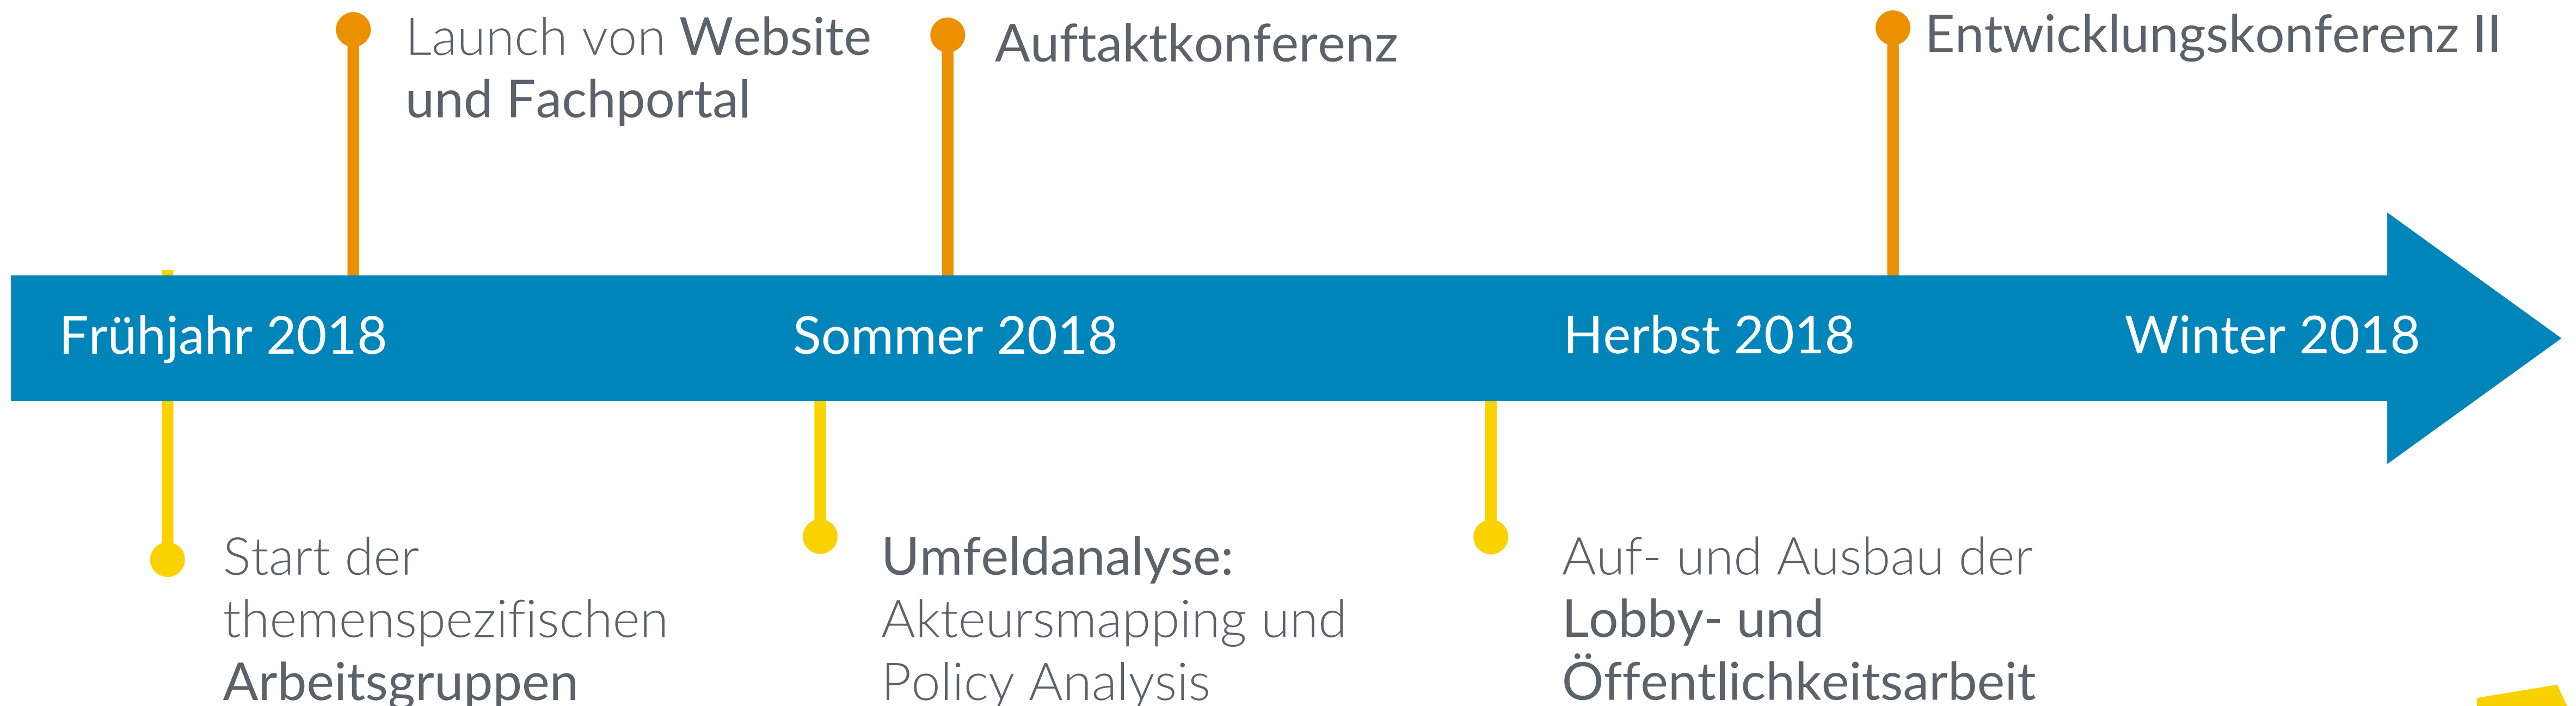 Launch von Website
und Fachportal
Auftaktkonferenz
Entwicklungskonferenz II
Frühjahr 2018
Sommer 2018
Herbst 2018
Winter 2018
Start der
themenspezifischen
Arbeitsgruppen
Umfeldanalyse:
Akteursmapping und
Policy Analysis
Auf- und Ausbau der
Lobby- und
Öffentlichkeitsarbeit